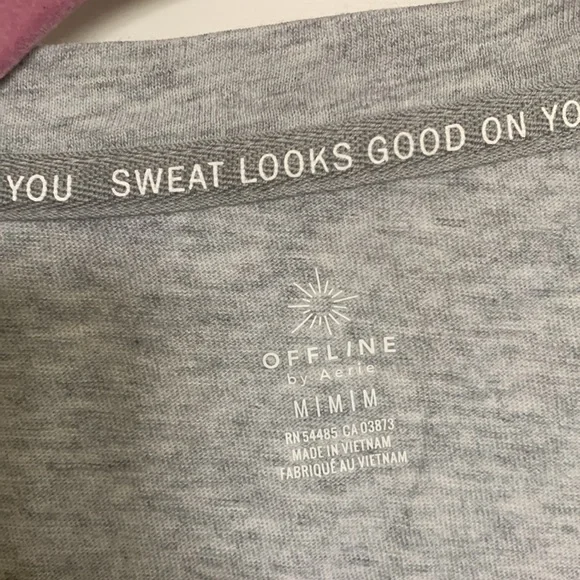 YOU SWEAT LOOKS GOOD ON YO
OFFLINE
by Aerie
M|M|M
RN 54485 CA 03873
MADE IN VIETNAM
FABRIQUÉ AU VIETNAM